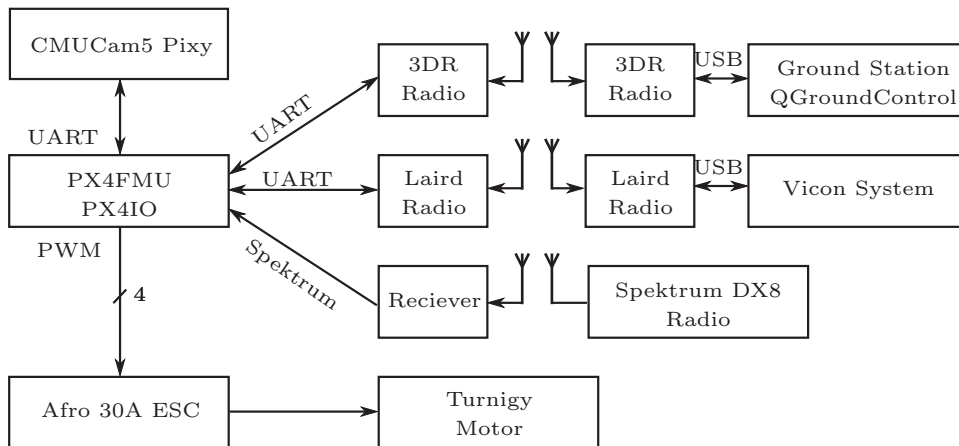 CMUCam5 Pixy
3DR
Radio
3DR
Radio
USB
Ground Station
QGroundControl
UART
UART
PX4FMU
PX4IO
UART
Laird
Radio
Laird
Radio
USB
Vicon System
PWM
Spektrum
4
Reciever
Spektrum DX8
Radio
Afro 30A ESC
Turnigy
Motor